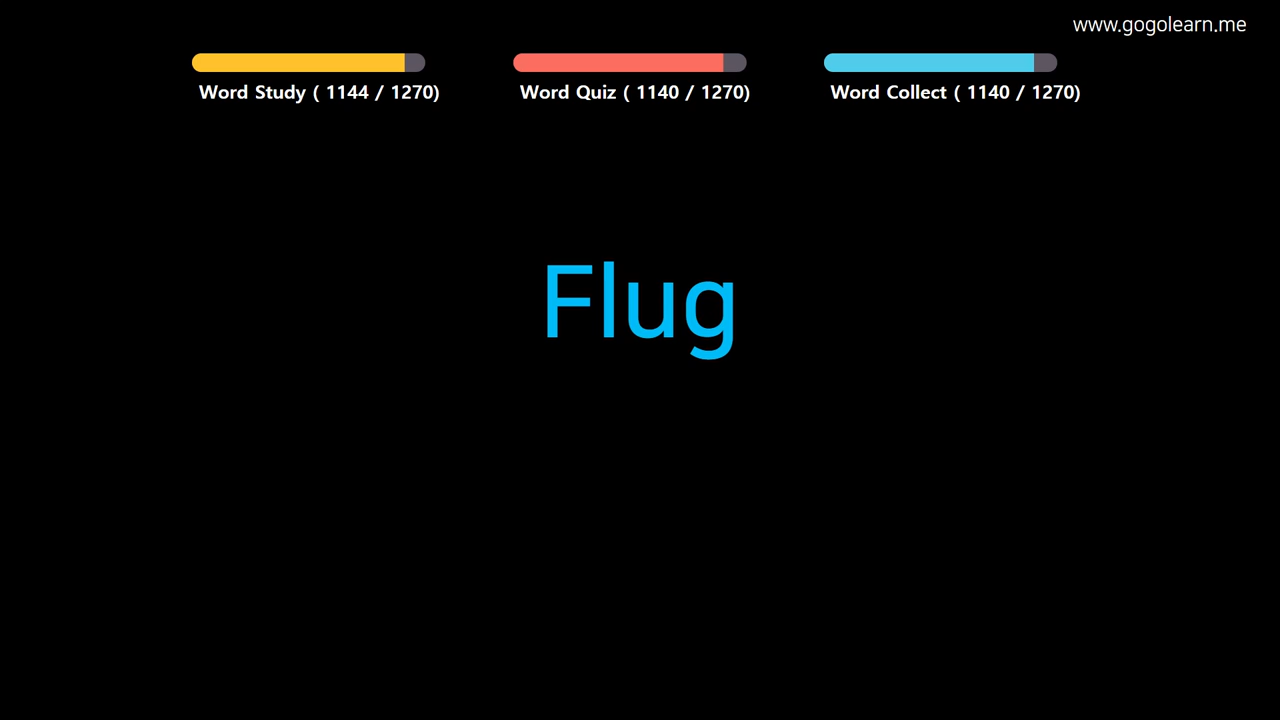 www.gogolearn.me
Word Study ( 1144 / 1270)
Word Quiz ( 1140 / 1270)
Word Collect ( 1140 / 1270)
Flug